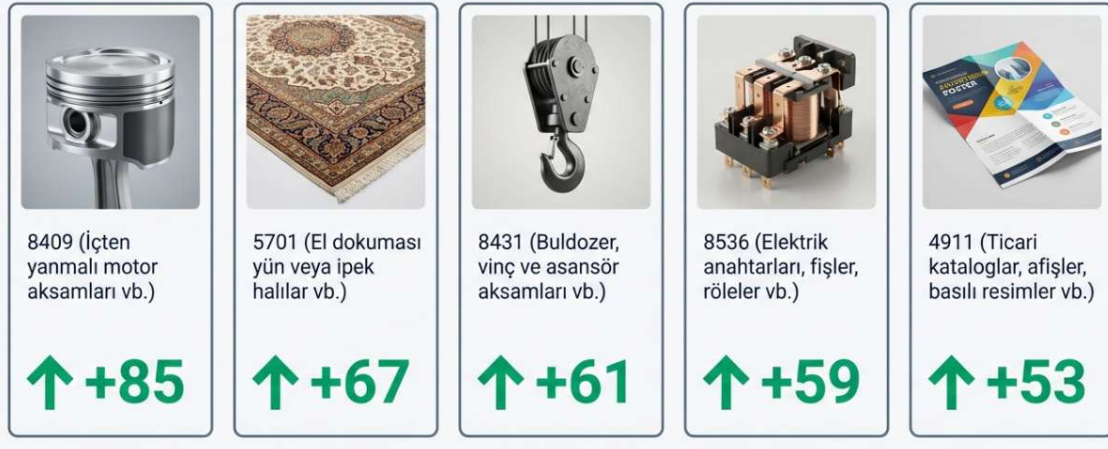 8409 (İçten
yanmalı motor
aksamları vb.)
↑ +85
5701 (El dokuması
yün veya ipek
halılar vb.)
↑ +67
8431 (Buldozer,
vinç ve asansör
aksamları vb.)
↑ +61
8536 (Elektrik
anahtarları, fişler,
röleler vb.)
↑ +59
4911 (Ticari
kataloglar, afişler,
basılı resimler vb.)
↑ +53